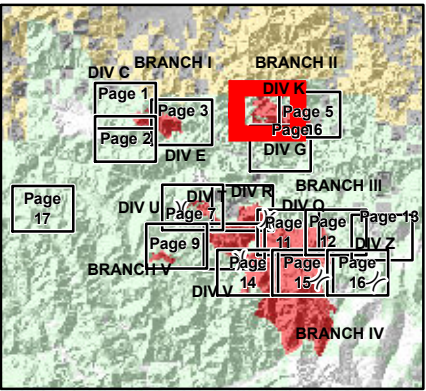 BRANCH I
BRANCH II
DIV C
DIV K
Page 1
Page 3
Page 5
Page 2
Page 6
DIV E
DIV G
Page
17
DIV R
BRANCH III
DIV U
Page 7
DIV O
Page
11
Page
12
Page 13
Page 9
DIV Z
BRANCH V
Page
14
Page
15
Page
16
DIV V
BRANCH IV